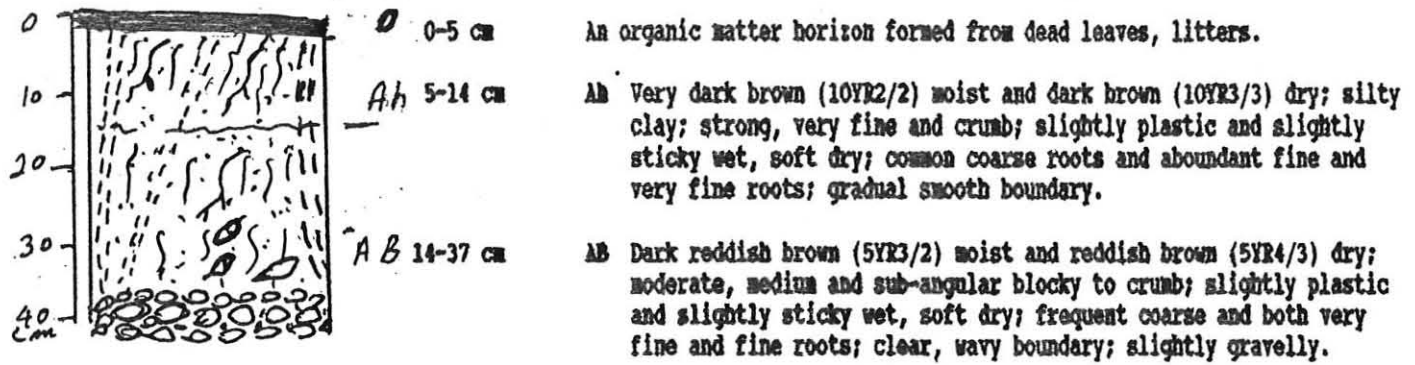 0
10
20
30
40
cm
O 0-5 cm An organic matter horizon formed from dead leaves, litters.
Ah 5-14 cm Ah Very dark brown (10YR2/2) moist and dark brown (10YR3/3) dry; silty
clay; strong, very fine and crumb; slightly plastic and slightly
sticky wet, soft dry; common coarse roots and aboundant fine and
very fine roots; gradual smooth boundary.
AB 14-37 cm AB Dark reddish brown (5YR3/2) moist and reddish brown (5YR4/3) dry;
moderate, medium and sub-angular blocky to crumb; slightly plastic
and slightly sticky wet, soft dry; frequent coarse and both very
fine and fine roots; clear, wavy boundary; slightly gravelly.